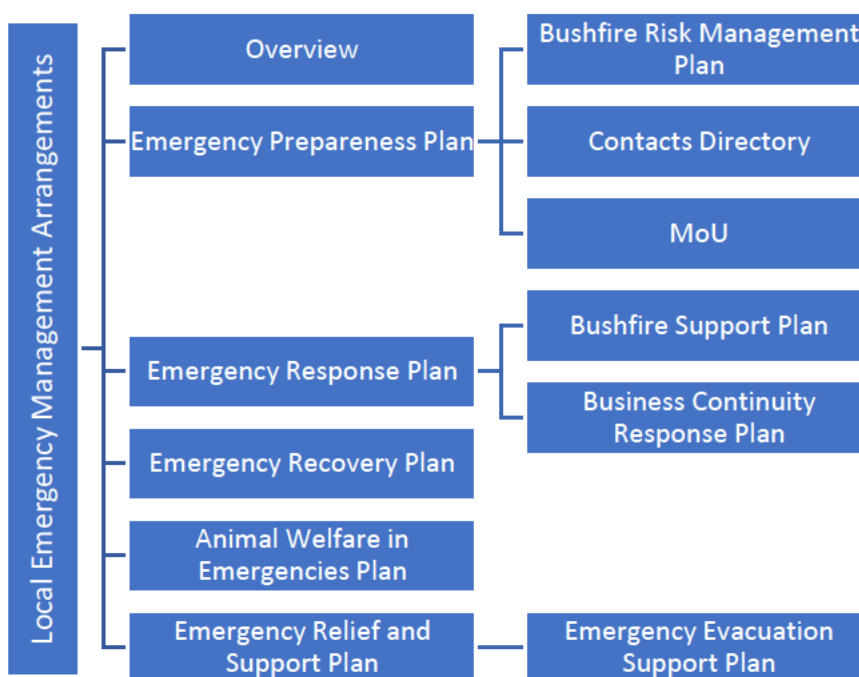 Local Emergency Management Arrangements
Overview
Emergency Prepareness Plan
Bushfire Risk Management
Plan
Contacts Directory
MoU
Emergency Response Plan
Bushfire Support Plan
Business Continuity
Response Plan
Emergency Recovery Plan
Animal Welfare in
Emergencies Plan
Emergency Relief and
Support Plan
Emergency Evacuation
Support Plan